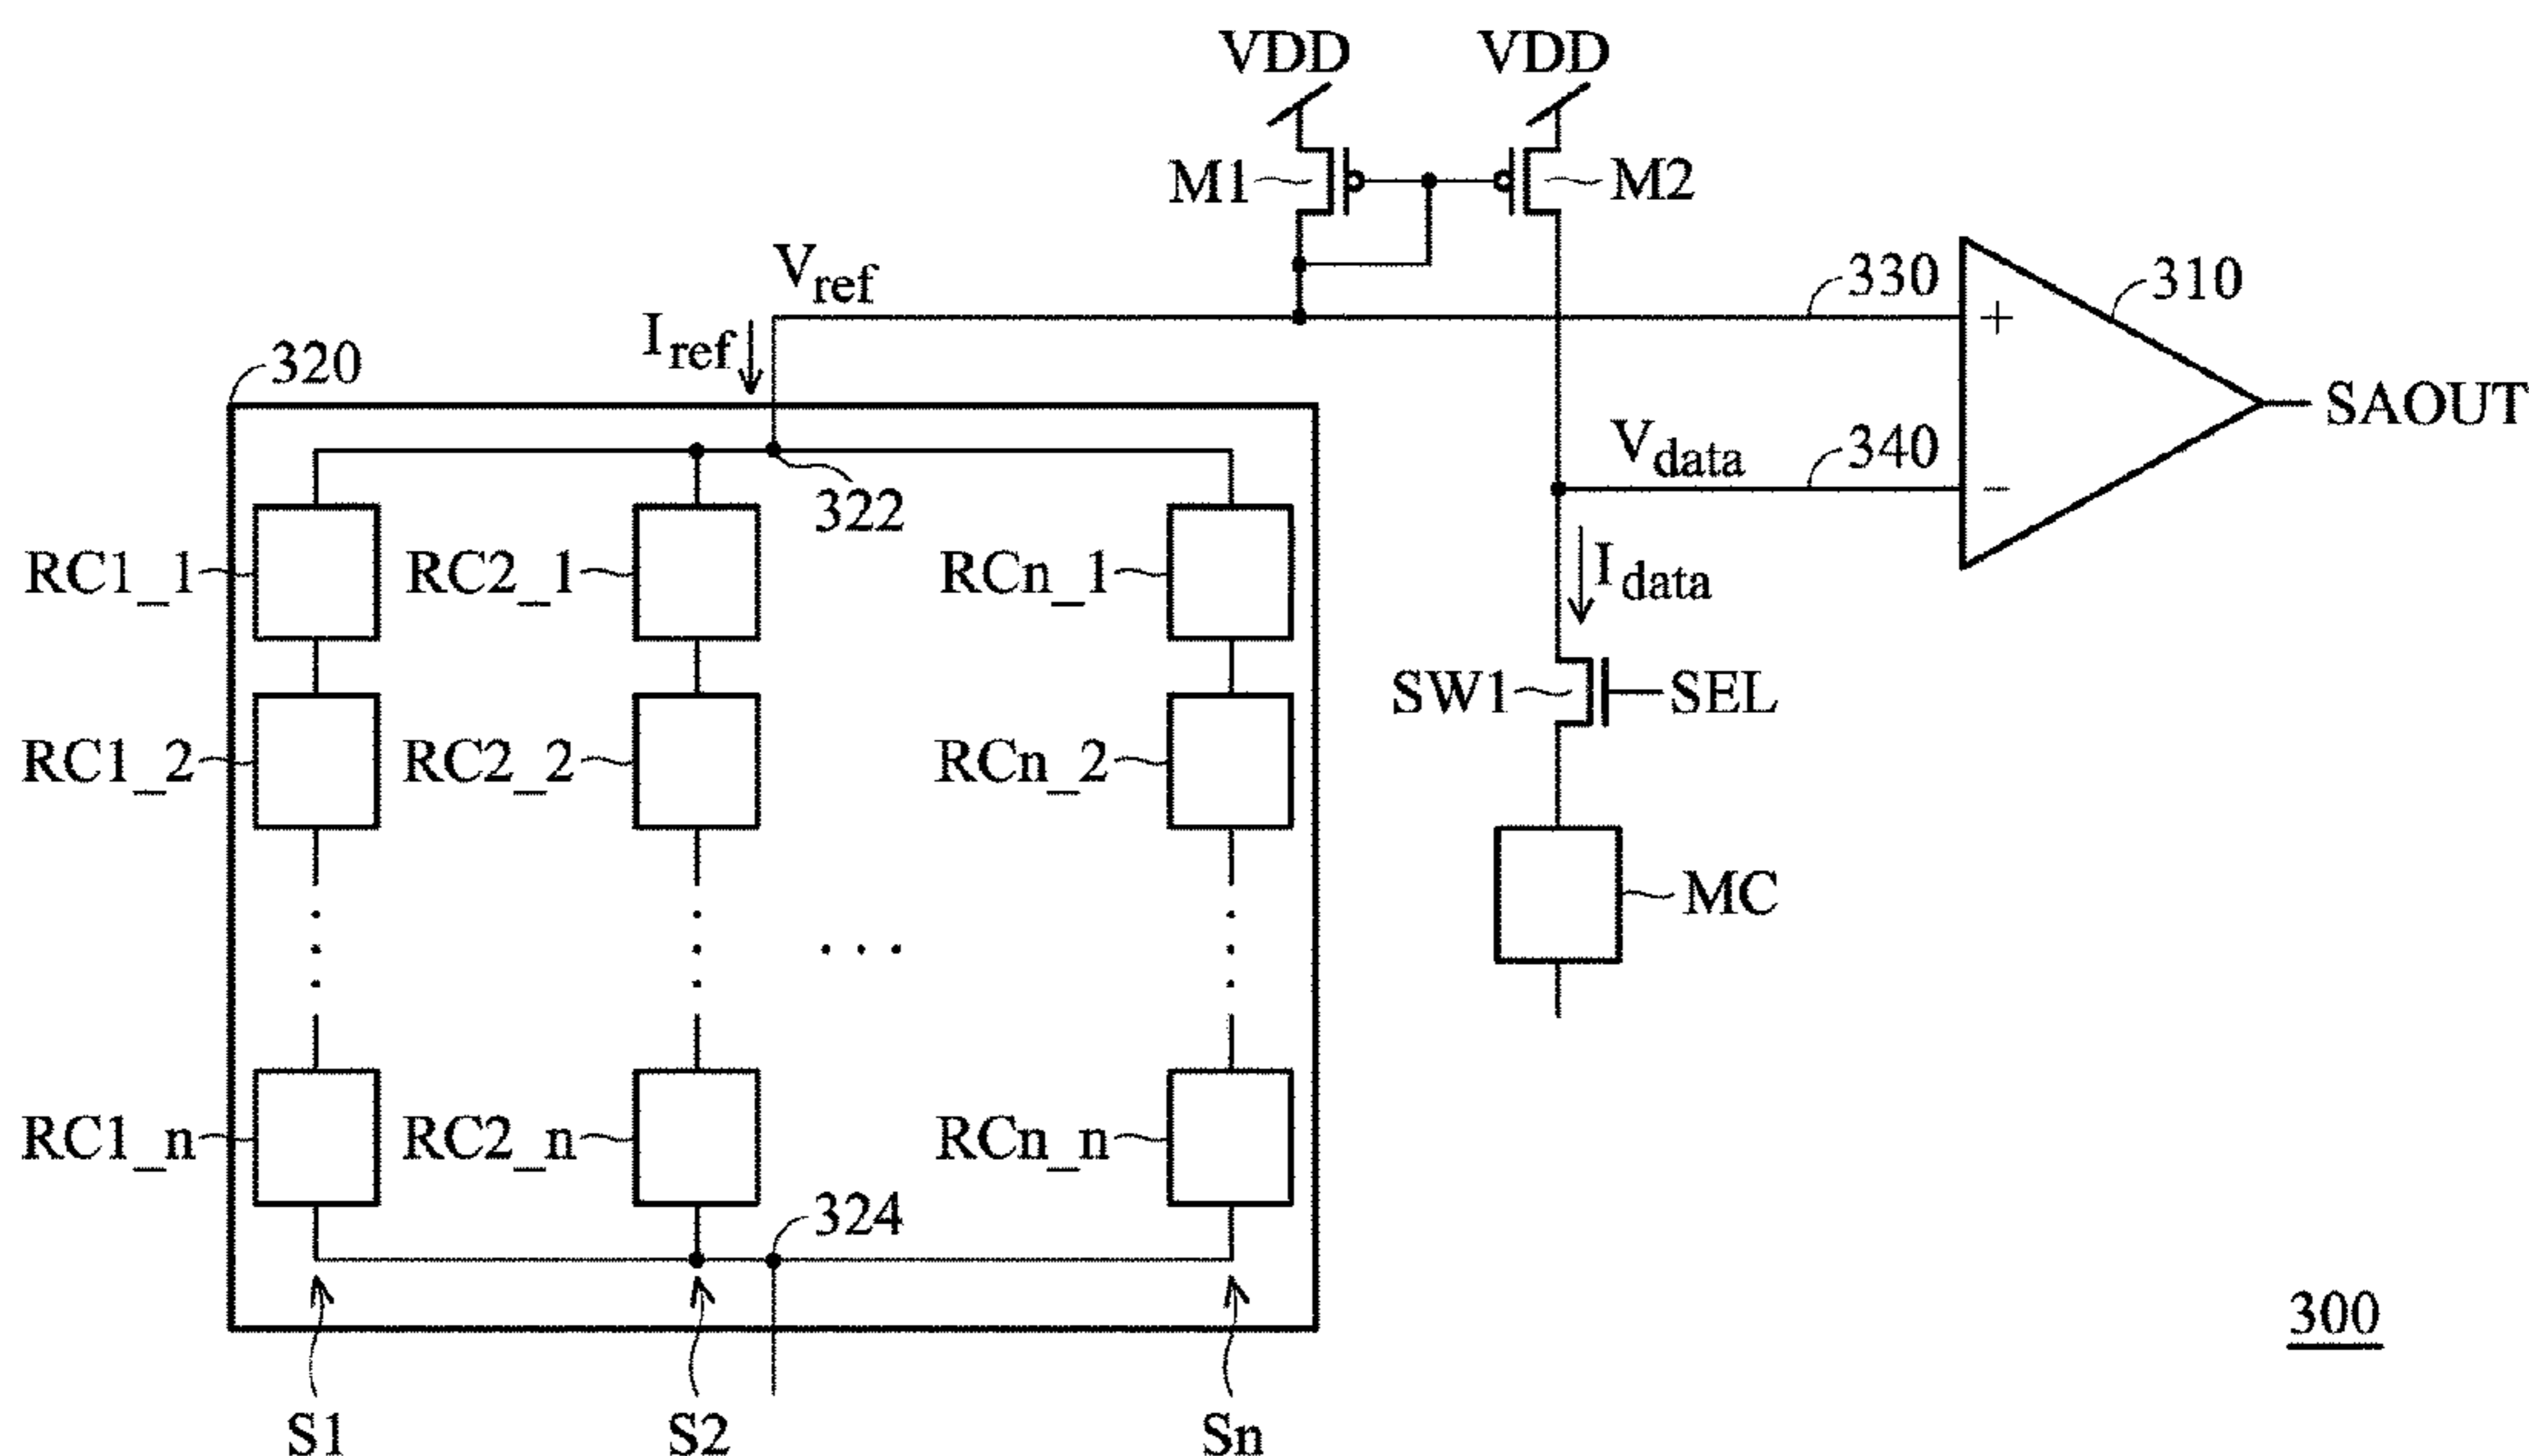 VDD VDD
M1 M2
Vref
330
310
Iref
320
+
SAOUT
Vdata
340
−
322
RC1_1 RC2_1 RCn_1
Idata
SW1 SEL
RC1_2 RC2_2 RCn_2
MC
. . .
RC1_n RC2_n RCn_n
324
300
S1 S2 Sn